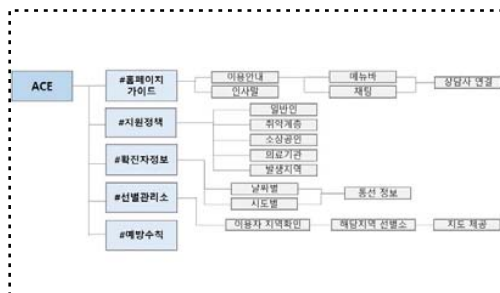 ACE
#홈페이지
가이드
이용안내
인사말
메뉴바
채팅
상담사 연결
#지원정책
일반인
취약계층
소상공인
의료기관
발생지역
#확진자정보
날씨별
시도별
동선 정보
#선별관리소
이용자 지역확인
해당지역 선별소
지도 제공
#예방수칙